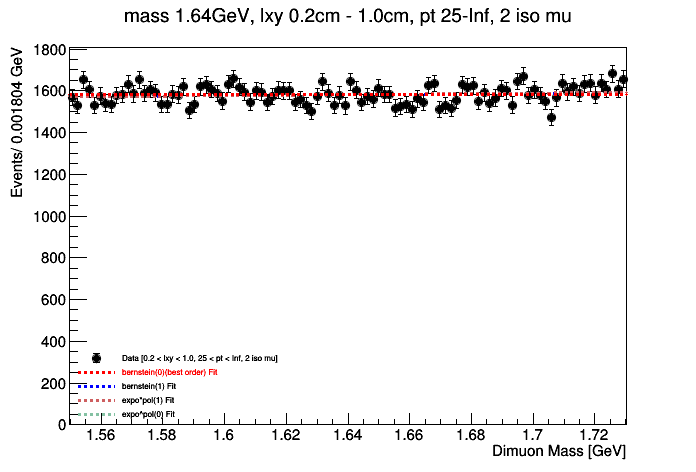 mass 1.64GeV, lxy 0.2cm - 1.0cm, pt 25-Inf, 2 iso mu
Events/ 0.001804 GeV
1800
1600
1400
1200
1000
800
600
400
200
0
Data [0.2 < lxy < 1.0, 25 < pt < Inf, 2 iso mu]
bernstein(0)(best order) Fit
bernstein(1) Fit
expo*pol(1) Fit
expo*pol(0) Fit
1.56 1.58 1.6 1.62 1.64 1.66 1.68 1.7 1.72
Dimuon Mass [GeV]